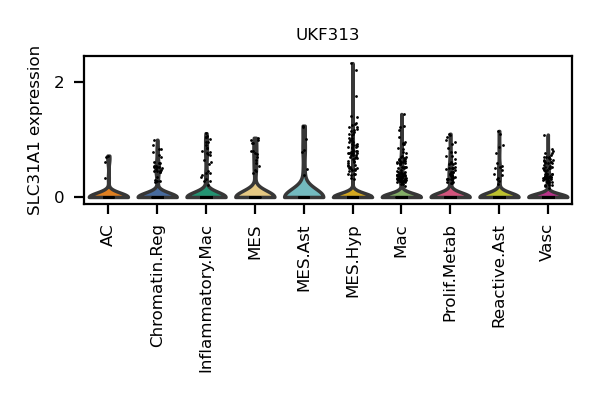 UKF313
SLC31A1 expression
2
0
AC
Chromatin.Reg
Inflammatory.Mac
MES
MES.Ast
MES.Hyp
Mac
Prolif.Metab
Reactive.Ast
Vasc